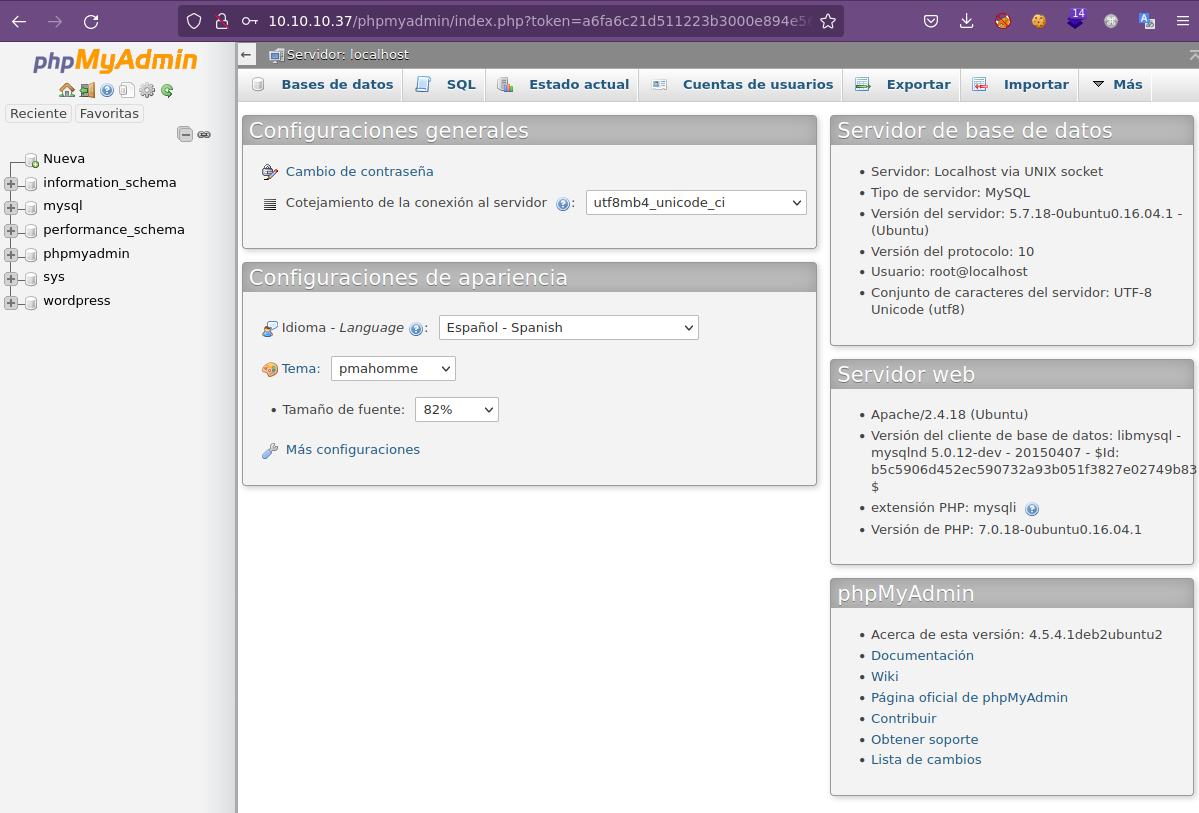 10.10.10.37/phpmyadmin/index.php?token=a6fa6c21d511223b3000e894e5
14
phpMyAdmin
Reciente
Favoritas
Nueva
information_schema
mysql
performance_schema
phpmyadmin
sys
wordpress
Servidor: localhost
Bases de datos
SQL
Estado actual
Cuentas de usuarios
Exportar
Importar
Más
Configuraciones generales
Cambio de contraseña
Cotejamiento de la conexión al servidor : utf8mb4_unicode_ci
Configuraciones de apariencia
Idioma - Language : Español - Spanish
Tema: pmahomme
• Tamaño de fuente: 82%
Más configuraciones
Servidor de base de datos
• Servidor: Localhost via UNIX socket
• Tipo de servidor: MySQL
• Versión del servidor: 5.7.18-0ubuntu0.16.04.1 -
(Ubuntu)
• Versión del protocolo: 10
• Usuario: root@localhost
• Conjunto de caracteres del servidor: UTF-8
Unicode (utf8)
Servidor web
• Apache/2.4.18 (Ubuntu)
• Versión del cliente de base de datos: libmysql -
mysqlnd 5.0.12-dev - 20150407 - $Id:
b5c5906d452ec590732a93b051f3827e02749b83
$
• extensión PHP: mysqli
• Versión de PHP: 7.0.18-0ubuntu0.16.04.1
phpMyAdmin
• Acerca de esta versión: 4.5.4.1deb2ubuntu2
• Documentación
• Wiki
• Página oficial de phpMyAdmin
• Contribuir
• Obtener soporte
• Lista de cambios